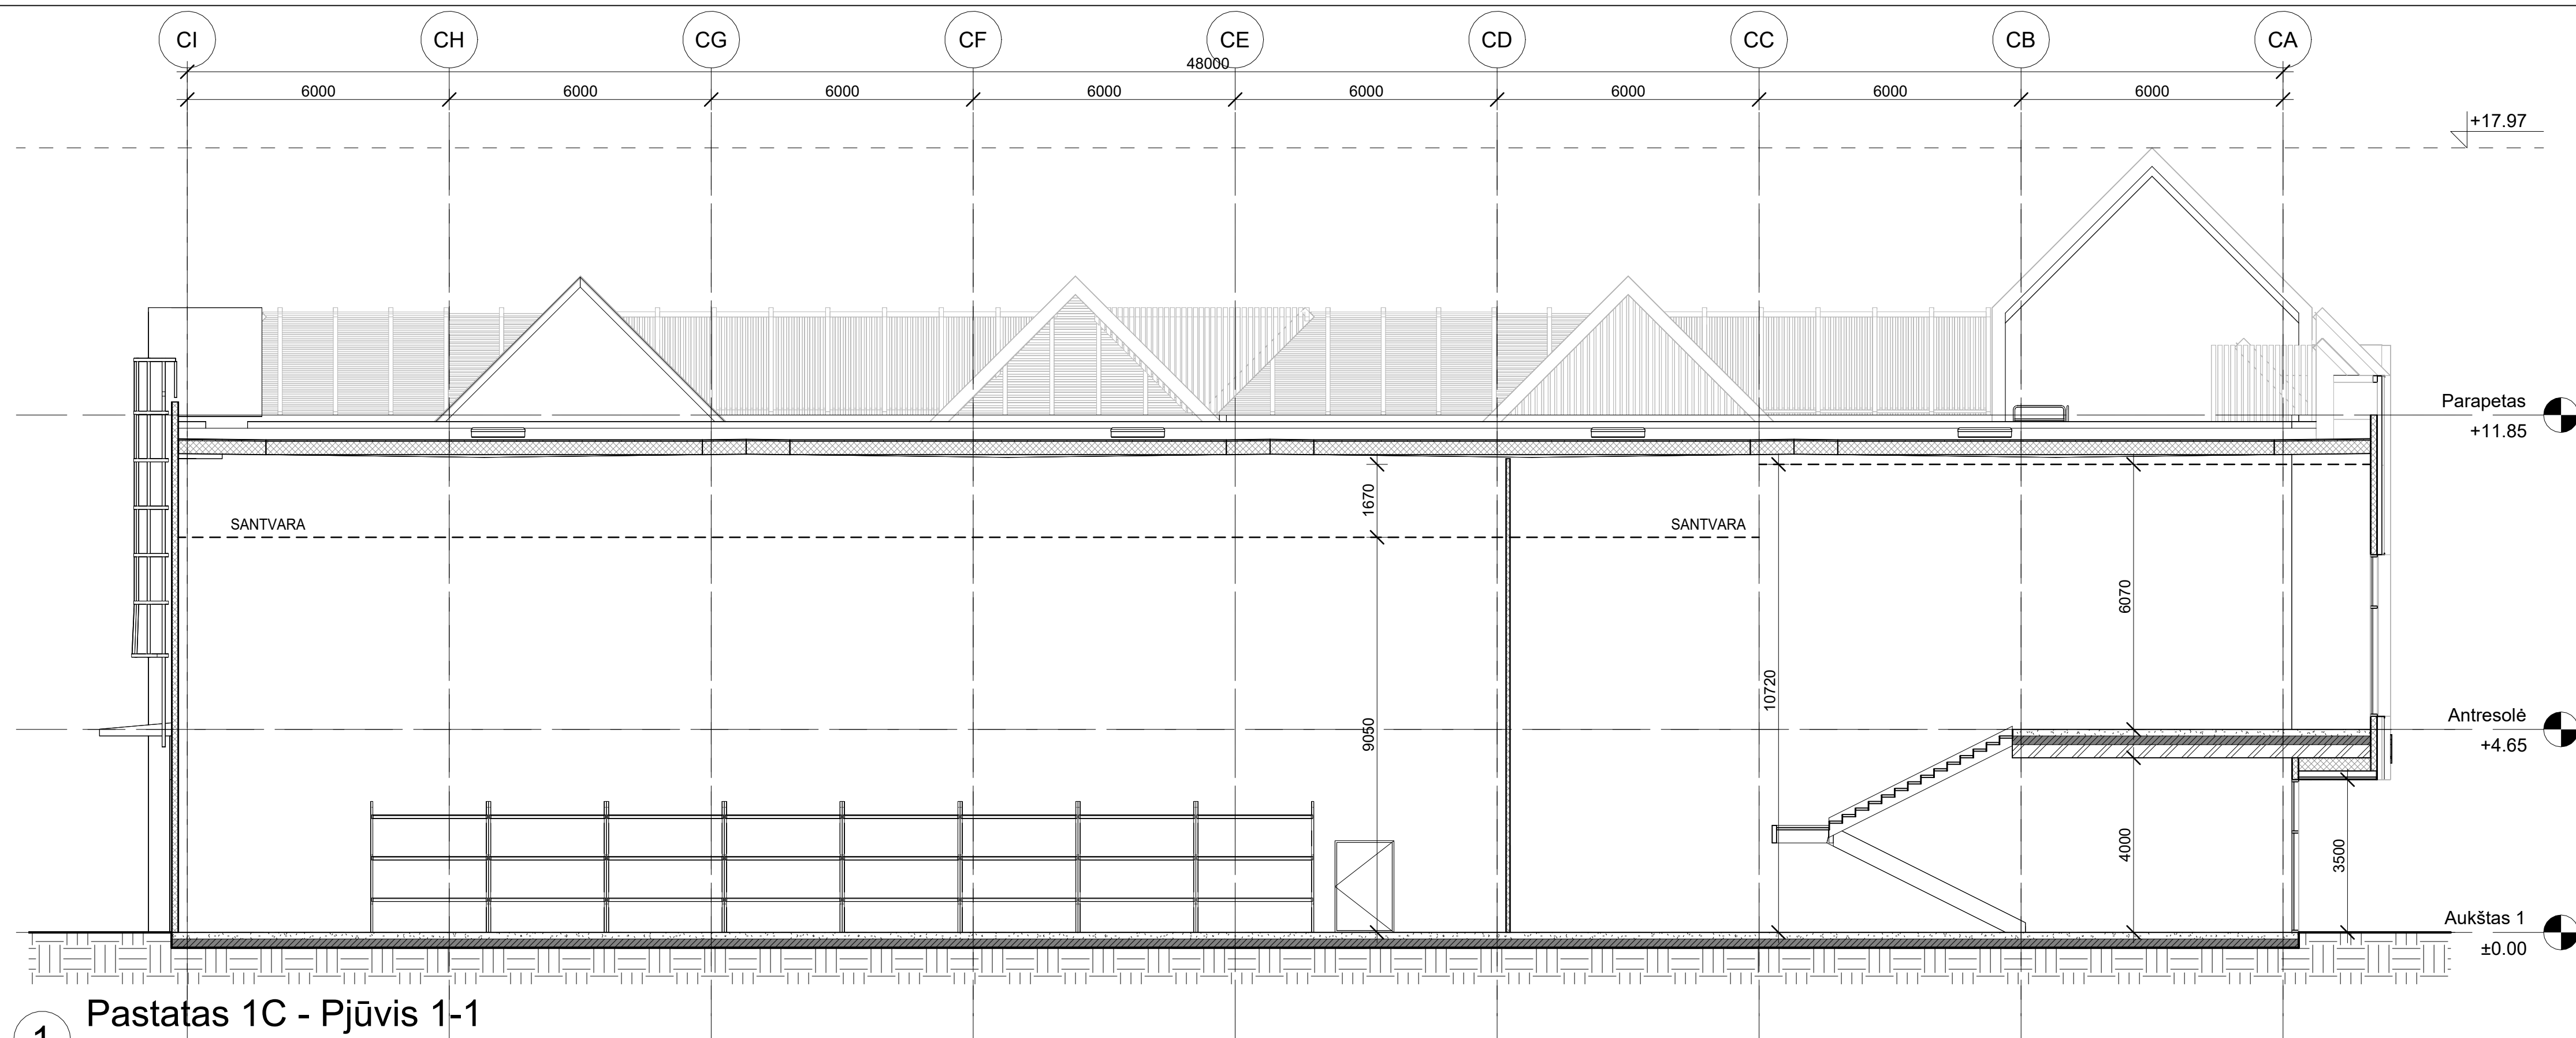 CI CH CG CF CE CD CC CB CA
48000
6000 6000 6000 6000 6000 6000 6000 6000
+17.97
Parapetas
+11.85
1670
SANTVARA SANTVARA
6070
10720
9050
Antresolė
+4.65
4000
3500
Aukštas 1
±0.00
Pastatas 1C - Pjūvis 1-1
1